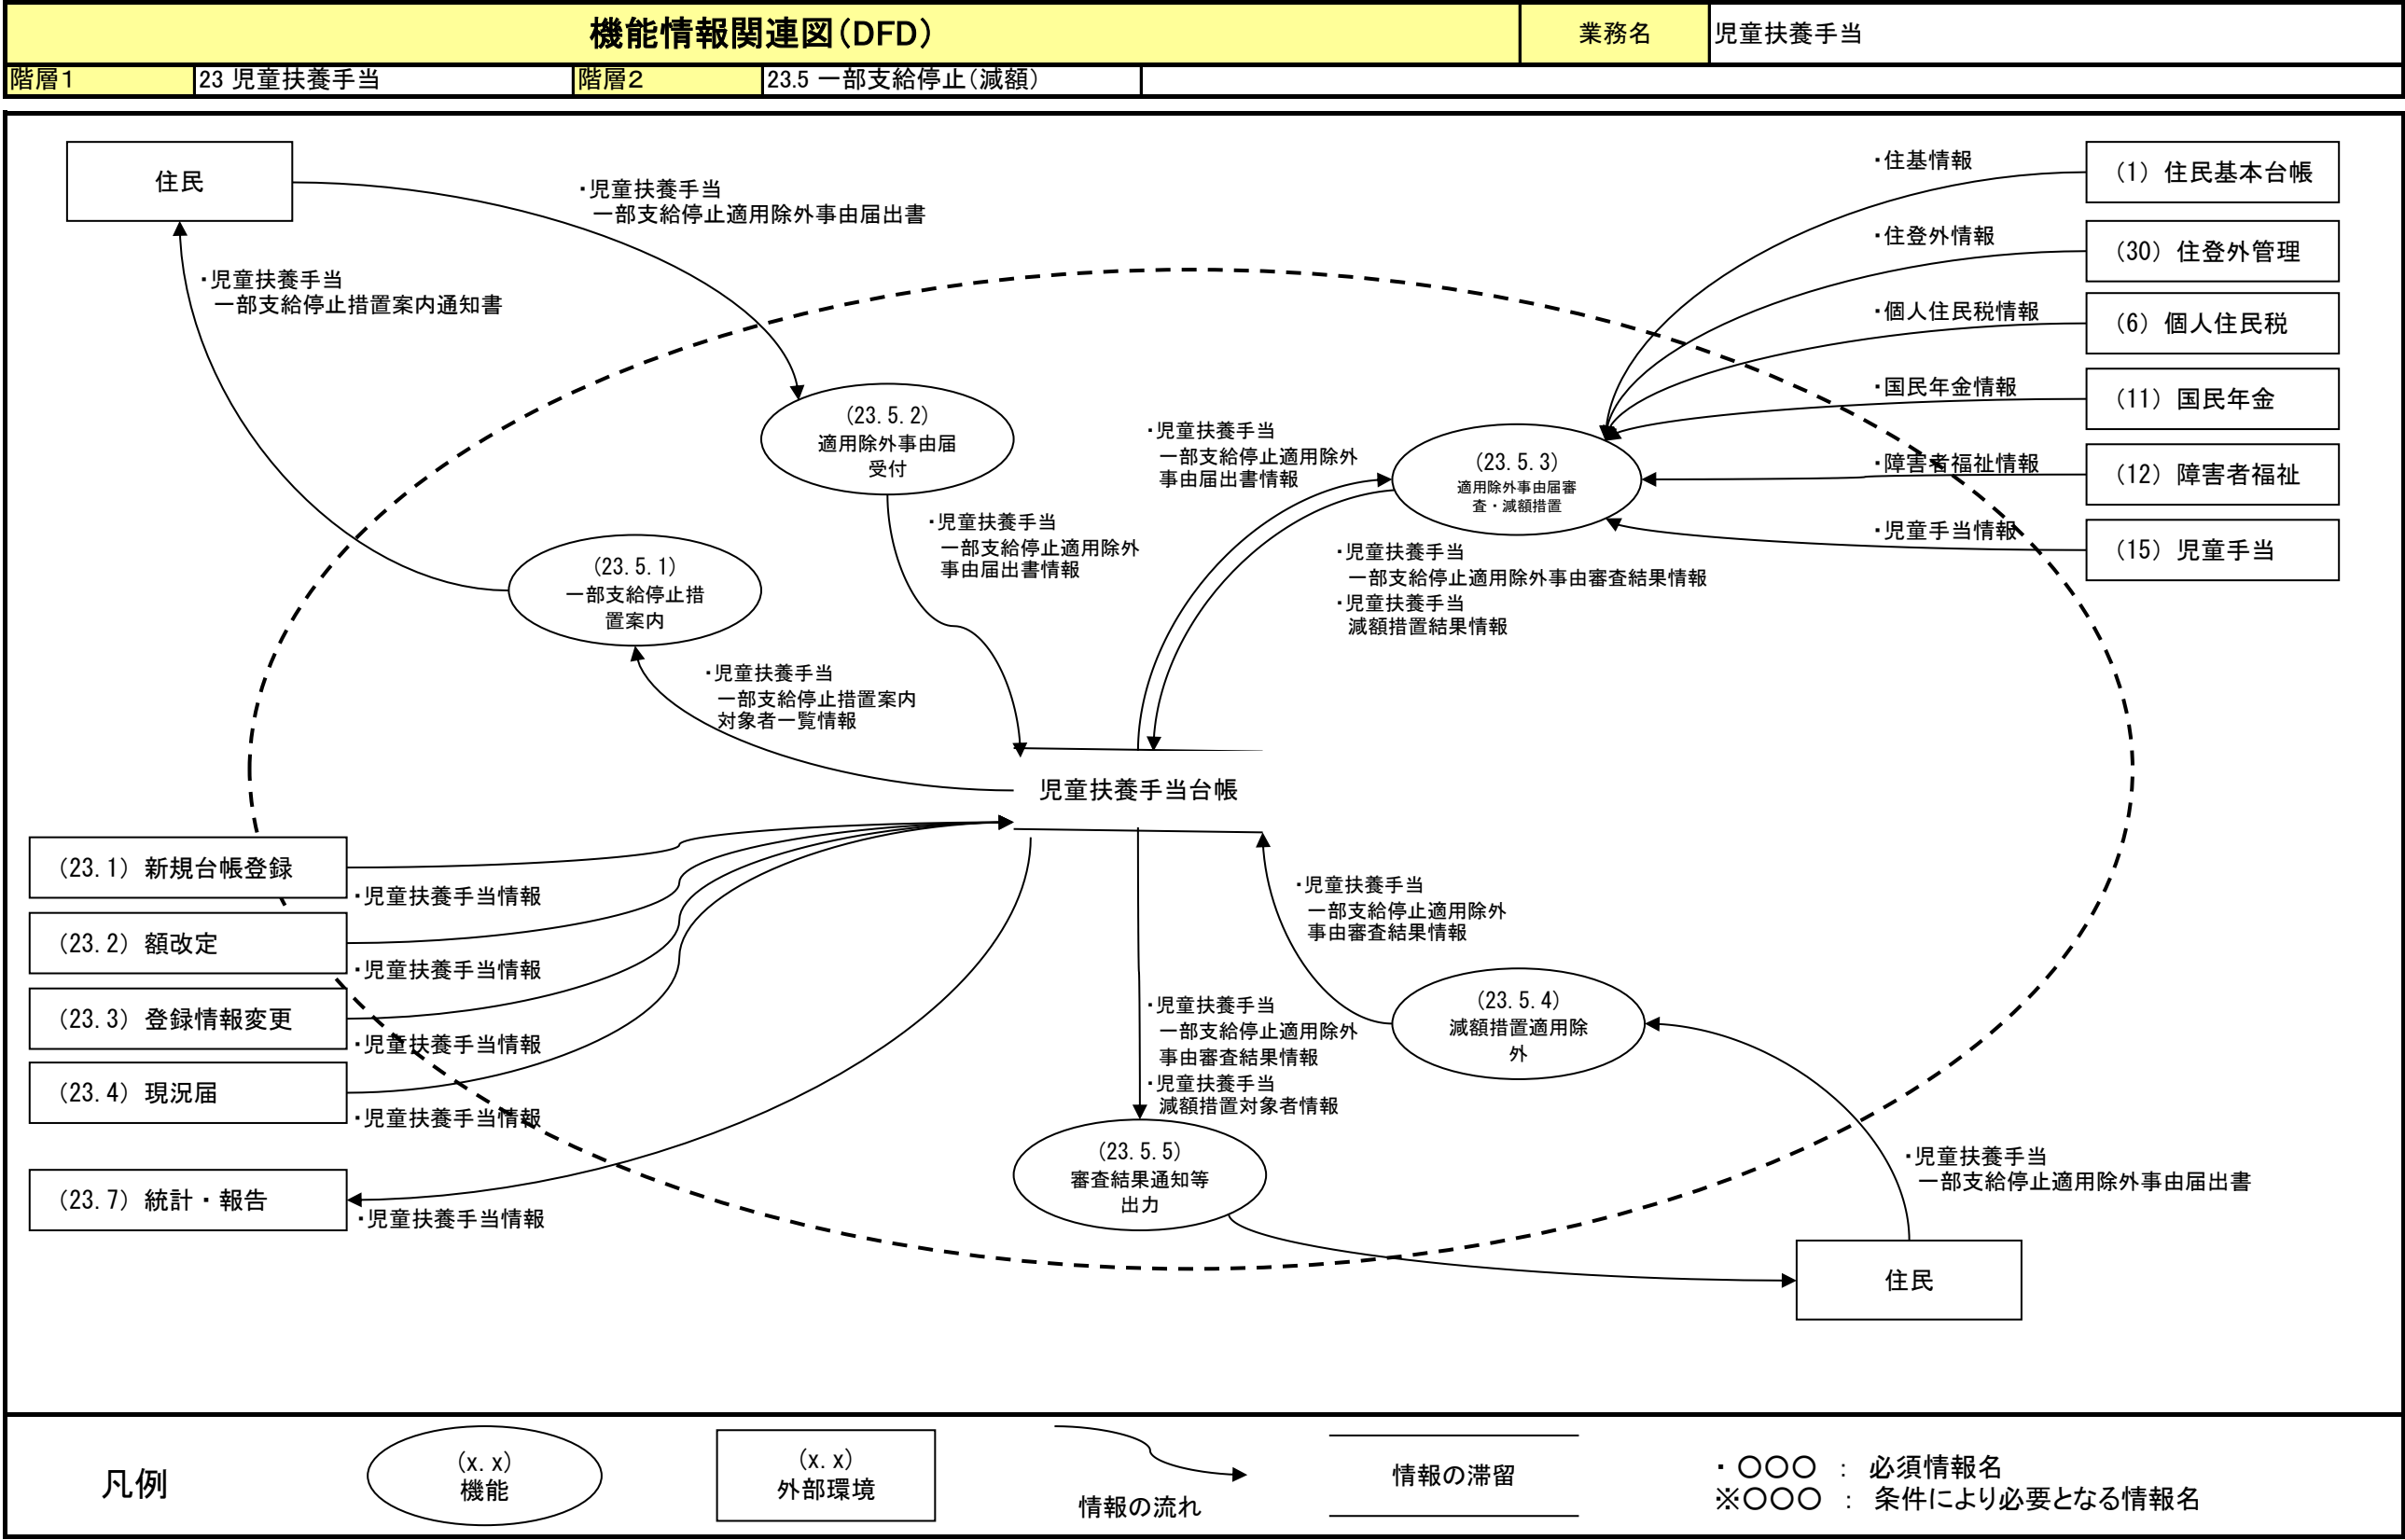 機能情報関連図(DFD)
業務名
児童扶養手当
階層１
23 児童扶養手当
階層２
23.5 一部支給停止(減額)
住民
・児童扶養手当
一部支給停止適用除外事由届出書
・児童扶養手当
一部支給停止措置案内通知書
・住基情報
(1) 住民基本台帳
・住登外情報
(30) 住登外管理
・個人住民税情報
(6) 個人住民税
・国民年金情報
(11) 国民年金
・障害者福祉情報
(12) 障害者福祉
・児童手当情報
(15) 児童手当
(23.5.2)
適用除外事由届
受付
・児童扶養手当
一部支給停止適用除外
事由届出書情報
(23.5.3)
適用除外事由届審
査・減額措置
・児童扶養手当
一部支給停止適用除外
事由届出書情報
・児童扶養手当
一部支給停止適用除外事由審査結果情報
・児童扶養手当
減額措置結果情報
(23.5.1)
一部支給停止措
置案内
・児童扶養手当
一部支給停止措置案内
対象者一覧情報
児童扶養手当台帳
(23.1) 新規台帳登録
・児童扶養手当情報
(23.2) 額改定
・児童扶養手当情報
(23.3) 登録情報変更
・児童扶養手当情報
(23.4) 現況届
・児童扶養手当情報
(23.7) 統計・報告
・児童扶養手当情報
・児童扶養手当
一部支給停止適用除外
事由審査結果情報
(23.5.4)
減額措置適用除
外
・児童扶養手当
一部支給停止適用除外
事由審査結果情報
・児童扶養手当
減額措置対象者情報
(23.5.5)
審査結果通知等
出力
・児童扶養手当
一部支給停止適用除外事由届出書
住民
凡例
(x.x)
機能
(x.x)
外部環境
情報の流れ
情報の滞留
・ 〇〇〇 : 必須情報名
※〇〇〇 : 条件により必要となる情報名